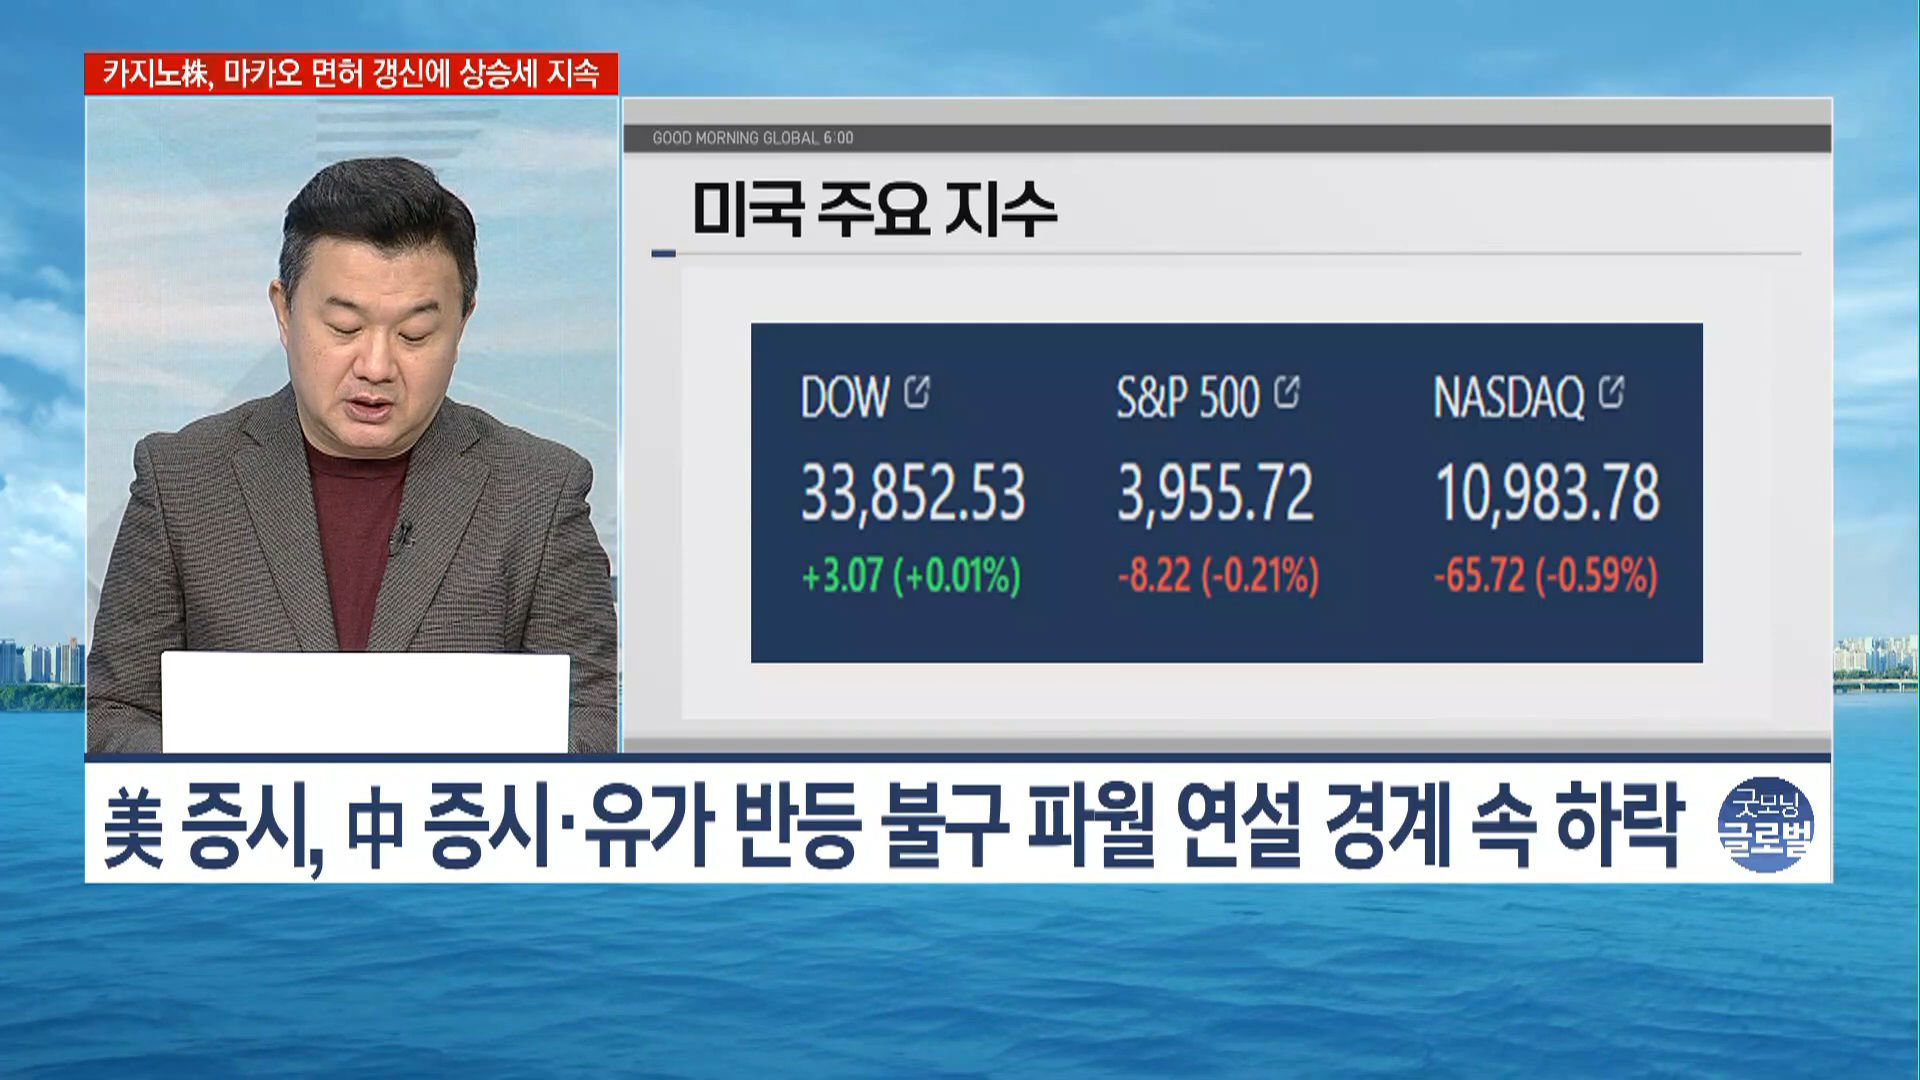 카지노株, 마카오 면허 갱신에 상승세 지속
GOOD MORNING GLOBAL 6:00
미국 주요 지수
DOW S&P 500 NASDAQ
33,852.53 3,955.72 10,983.78
+3.07 (+0.01%) -8.22 (-0.21%) -65.72 (-0.59%)
美 증시, 中 증시·유가 반등 불구 파월 연설 경계 속 하락
굿모닝
글로벌